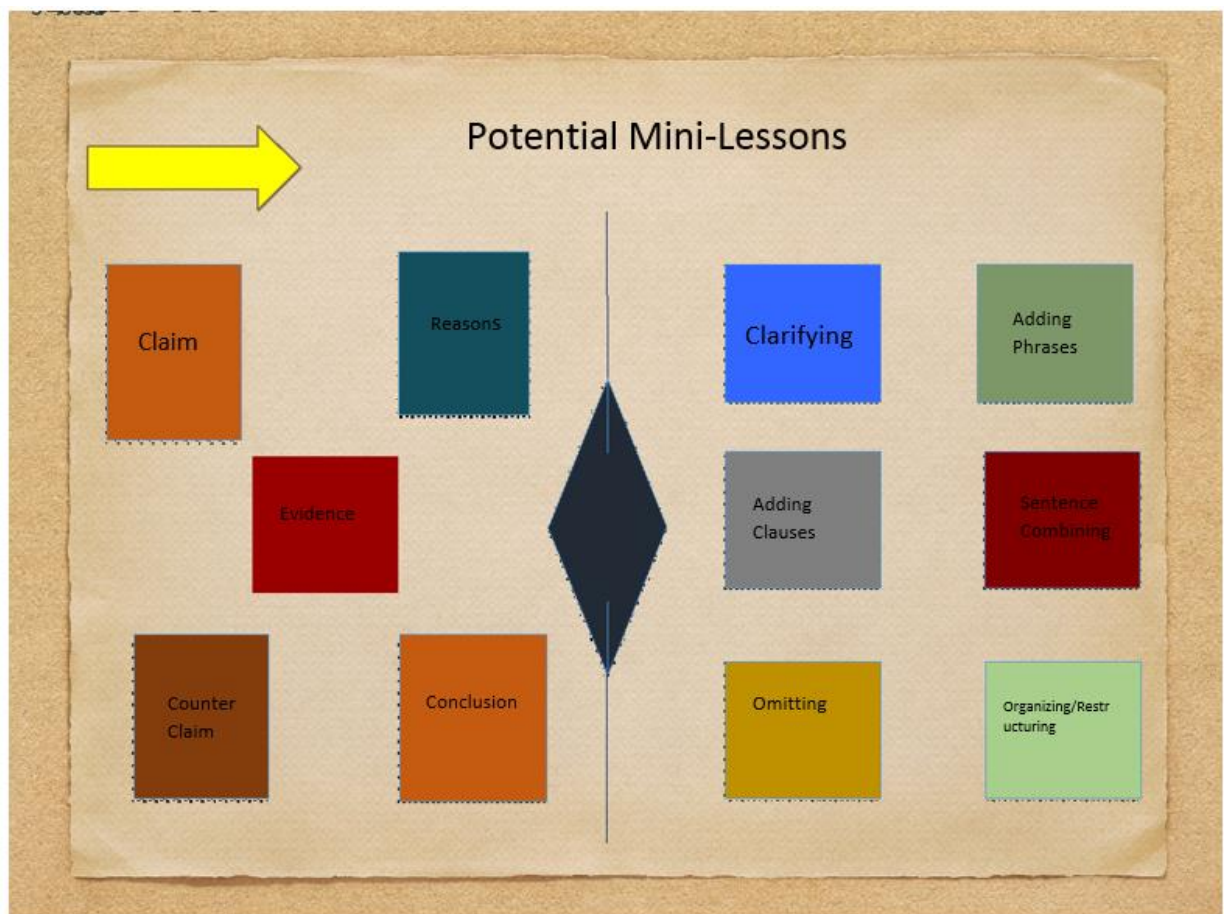 Potential Mini-Lessons
Claim
Reasons
Evidence
Counter
Claim
Conclusion
Clarifying
Adding
Phrases
Adding
Clauses
Sentence
Combining
Omitting
Organizing/Restr
ucturing